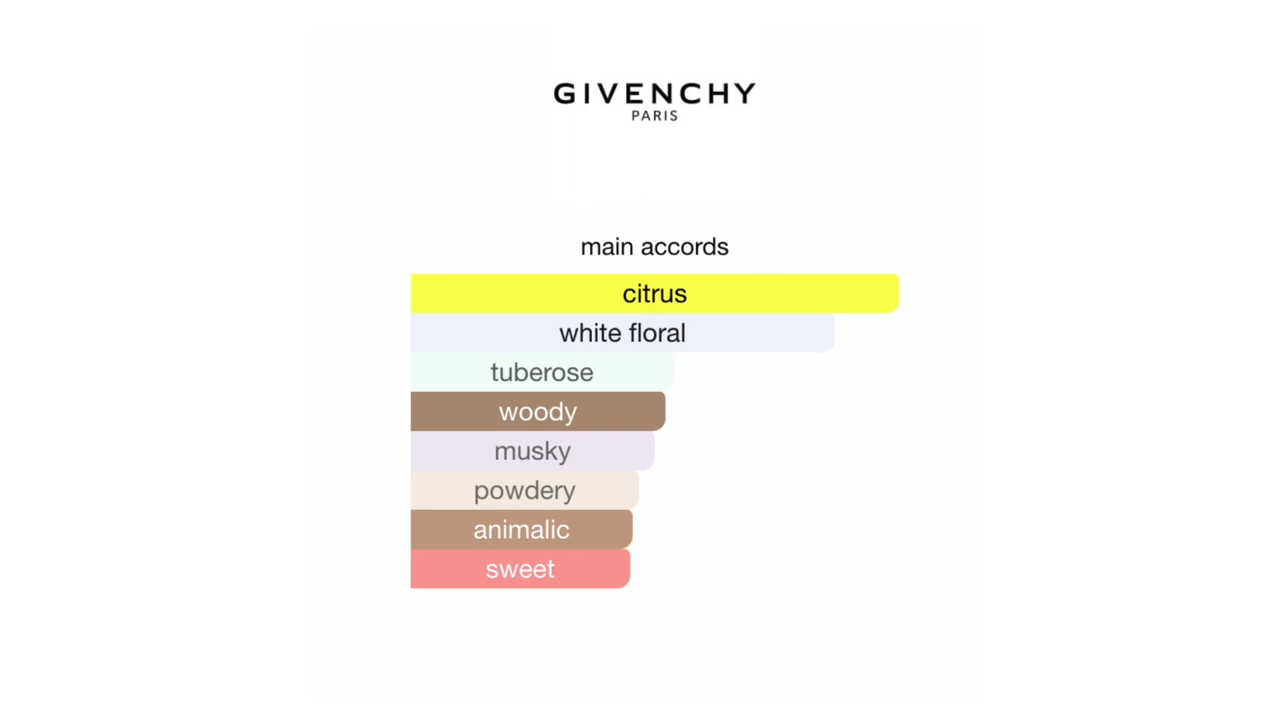 GIVENCHY
PARIS
main accords
citrus
white floral
tuberose
woody
musky
powdery
animalic
sweet